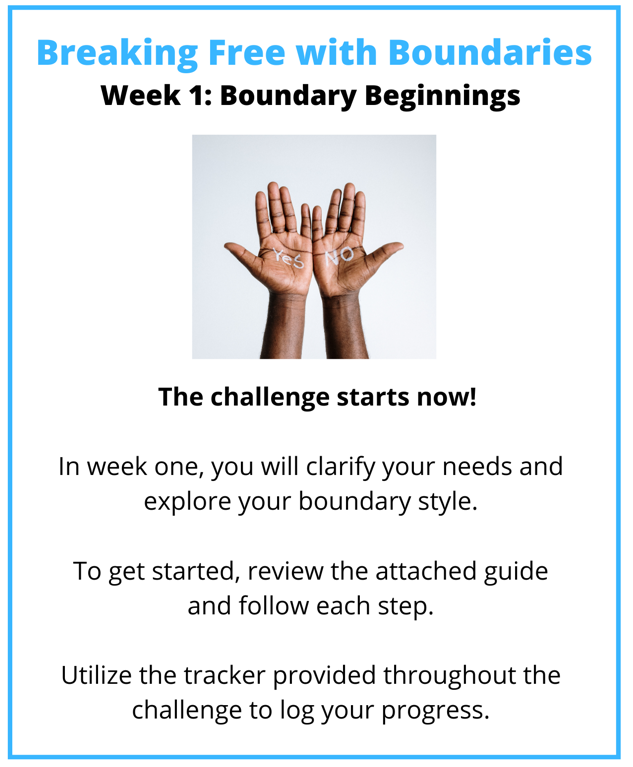 Breaking Free with Boundaries
Week 1: Boundary Beginnings
YeS NO
The challenge starts now!
In week one, you will clarify your needs and
explore your boundary style.
To get started, review the attached guide
and follow each step.
Utilize the tracker provided throughout the
challenge to log your progress.